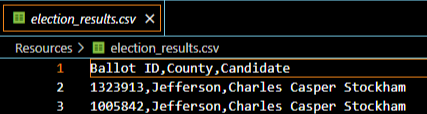 election_results.csv
Resources > election_results.csv
1 Ballot ID,County,Candidate
2 1323913,Jefferson,Charles Casper Stockham
3 1005842,Jefferson,Charles Casper Stockham